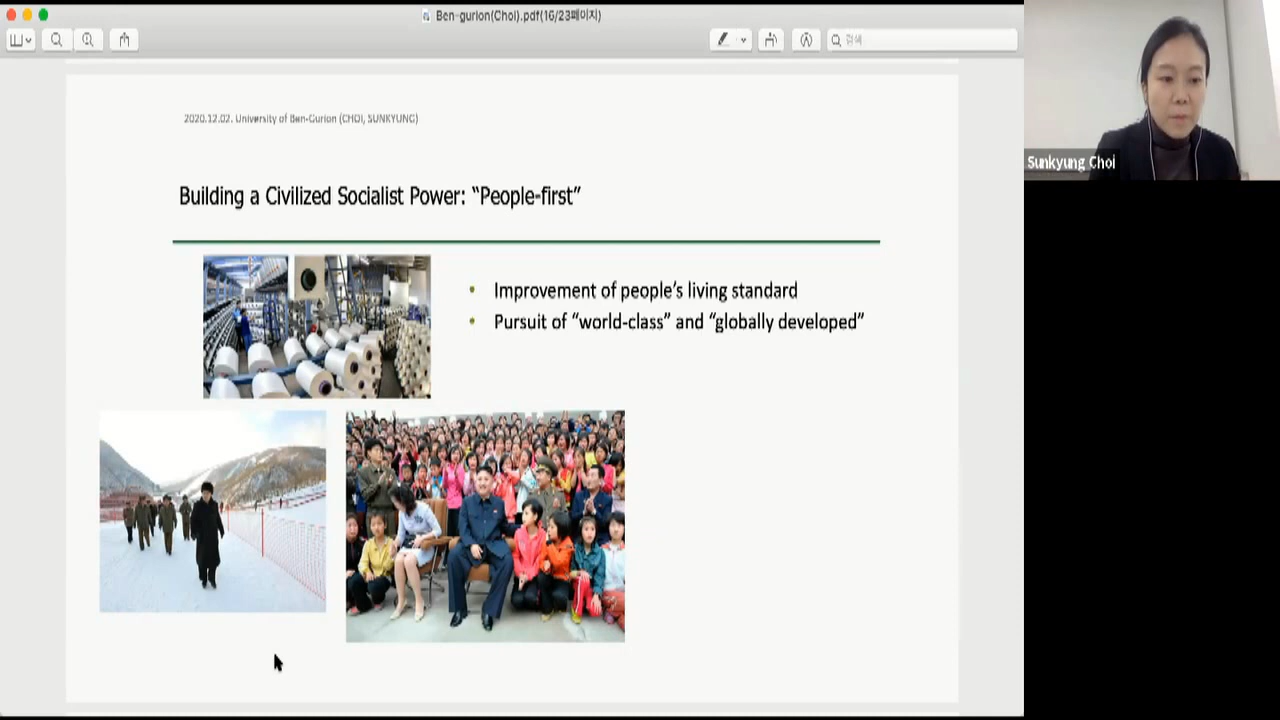 Ben-gurion(Choi).pdf(16/23페이지)
검색
Sunkyung Choi
2020.12.02. University of Ben-Gurion (CHOI, SUNKYUNG)
Building a Civilized Socialist Power: “People-first”
• Improvement of people’s living standard
• Pursuit of “world-class” and “globally developed”